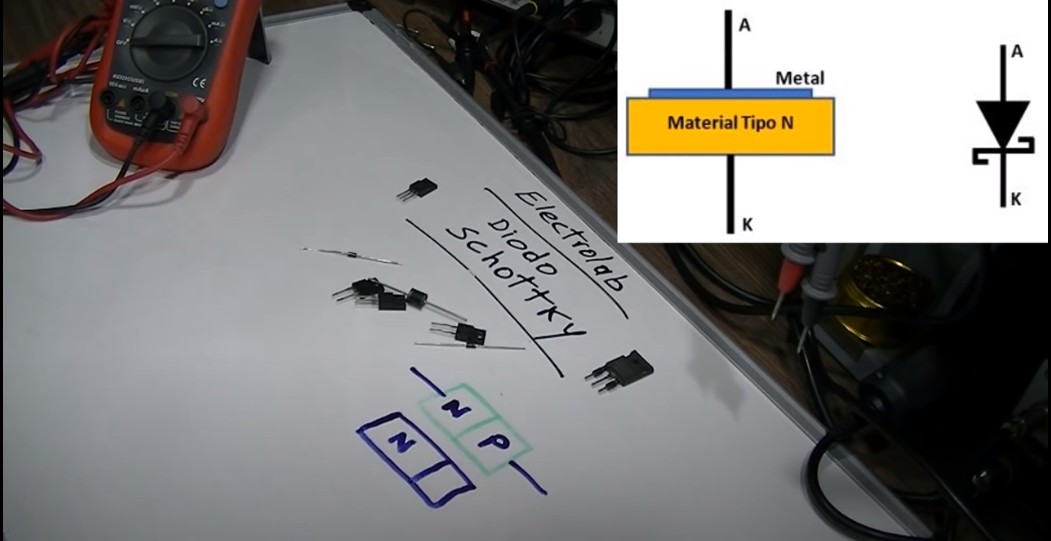 A
Metal
Material Tipo N
K
A
K
Electrolab
Diodo
Schottky
N P
N
CE